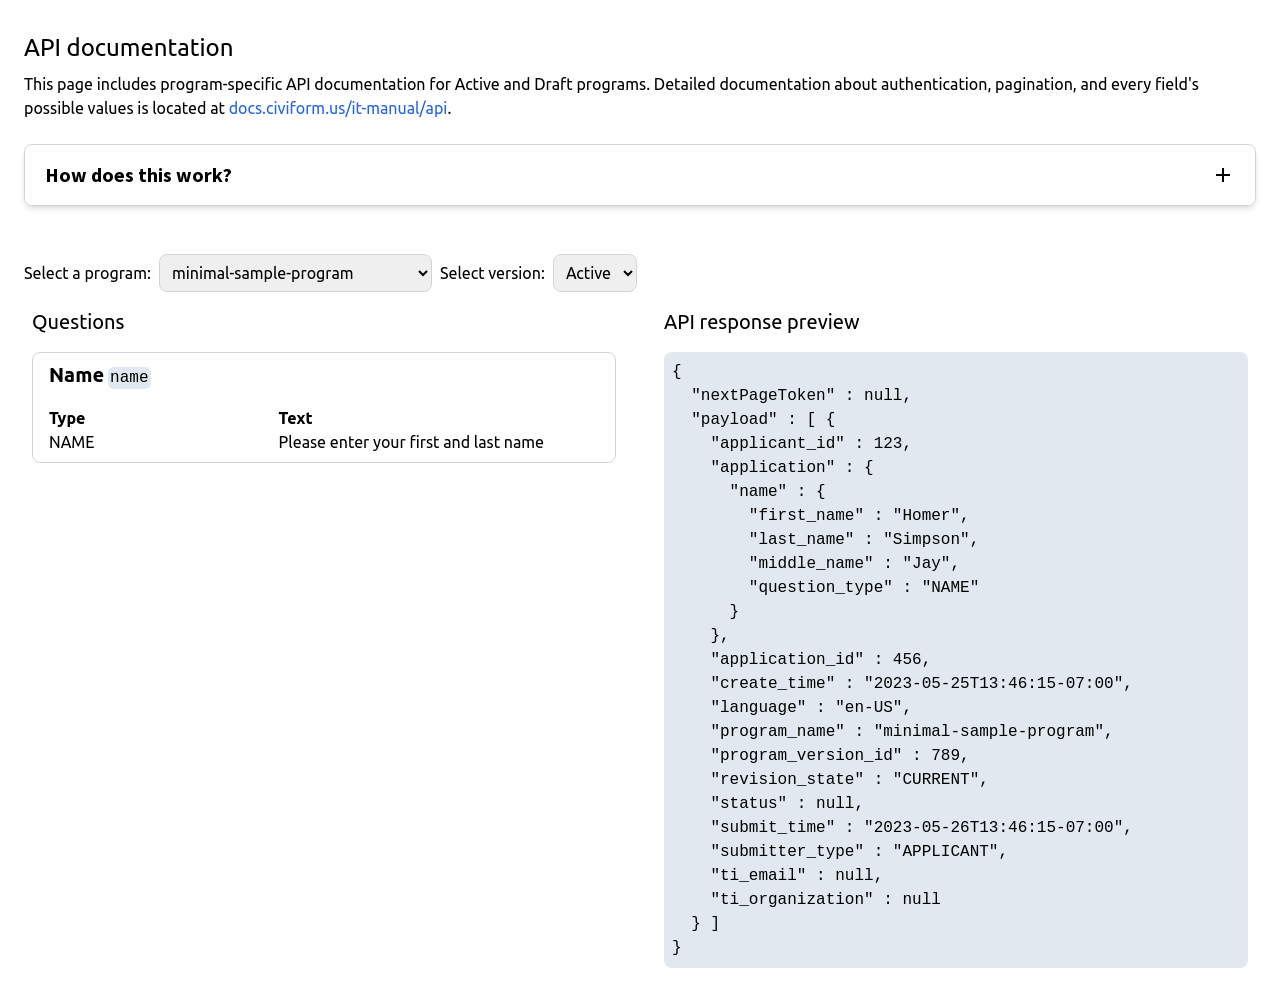 API documentation
This page includes program-specific API documentation for Active and Draft programs. Detailed documentation about authentication, pagination, and every field's
possible values is located at docs.civiform.us/it-manual/api.
How does this work?
Select a program: minimal-sample-program Select version: Active
Questions
Name name
Type Text
NAME Please enter your first and last name
API response preview
{
  "nextPageToken" : null,
  "payload" : [ {
    "applicant_id" : 123,
    "application" : {
      "name" : {
        "first_name" : "Homer",
        "last_name" : "Simpson",
        "middle_name" : "Jay",
        "question_type" : "NAME"
      }
    },
    "application_id" : 456,
    "create_time" : "2023-05-25T13:46:15-07:00",
    "language" : "en-US",
    "program_name" : "minimal-sample-program",
    "program_version_id" : 789,
    "revision_state" : "CURRENT",
    "status" : null,
    "submit_time" : "2023-05-26T13:46:15-07:00",
    "submitter_type" : "APPLICANT",
    "ti_email" : null,
    "ti_organization" : null
  } ]
}